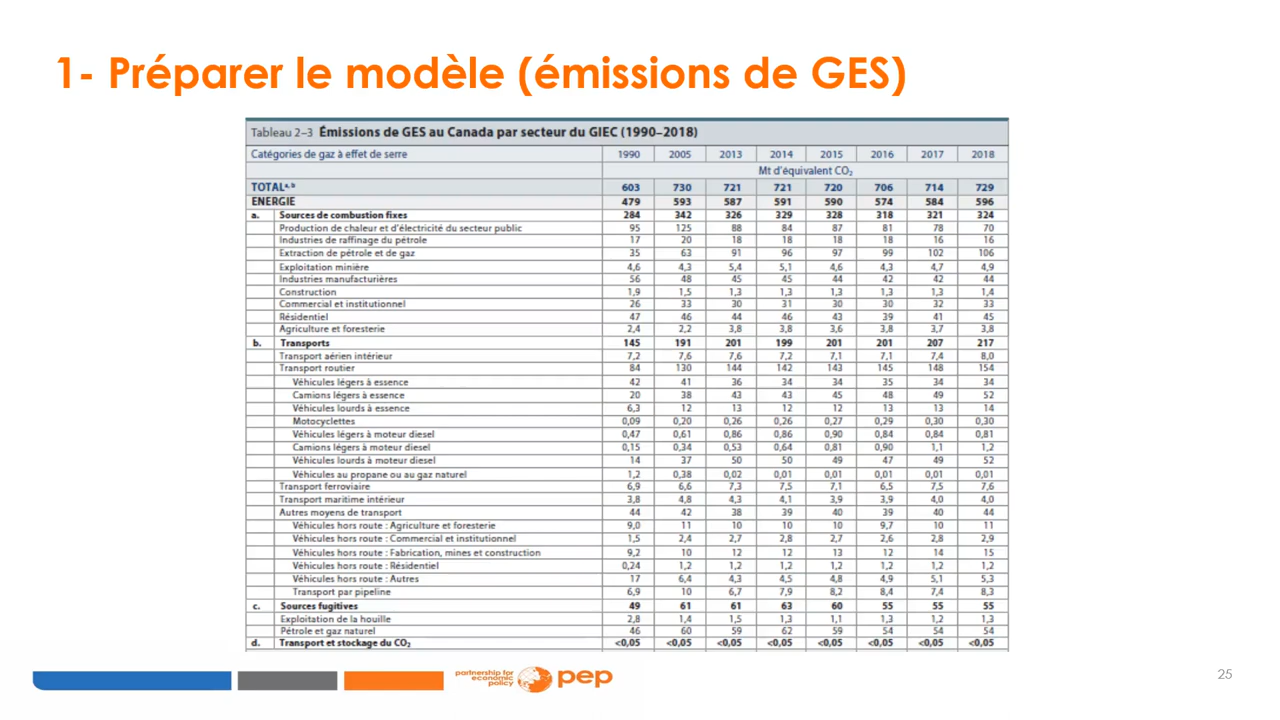 1- Préparer le modèle (émissions de GES)
Tableau 2–3 Émissions de GES au Canada par secteur du GIEC (1990–2018)
Catégories de gaz à effet de serre 1990 2005 2013 2014 2015 2016 2017 2018
Mt d'équivalent CO₂
TOTALa, b 603 730 721 721 720 706 714 729
ÉNERGIE 479 593 587 591 590 574 584 596
a. Sources de combustion fixes 284 342 326 329 328 318 321 324
Production de chaleur et d'électricité du secteur public 95 125 88 84 87 81 78 70
Industries de raffinage du pétrole 17 20 18 18 18 18 16 16
Extraction de pétrole et de gaz 35 63 91 96 97 99 102 106
Exploitation minière 4,6 4,3 5,4 5,1 4,6 4,3 4,7 4,9
Industries manufacturières 56 48 45 45 44 42 42 44
Construction 1,9 1,5 1,3 1,3 1,3 1,3 1,3 1,4
Commercial et institutionnel 26 33 30 31 30 30 32 33
Résidentiel 47 46 44 46 43 39 41 45
Agriculture et foresterie 2,4 2,2 3,8 3,8 3,6 3,8 3,7 3,8
b. Transports 145 191 201 199 201 201 207 217
Transport aérien intérieur 7,2 7,6 7,6 7,2 7,1 7,1 7,4 8,0
Transport routier 84 130 144 142 143 145 148 154
Véhicules légers à essence 42 41 36 34 34 35 34 34
Camions légers à essence 20 38 43 43 45 48 49 52
Véhicules lourds à essence 6,3 12 13 12 12 13 13 14
Motocyclettes 0,09 0,20 0,26 0,26 0,27 0,29 0,30 0,30
Véhicules légers à moteur diesel 0,47 0,61 0,86 0,86 0,90 0,84 0,84 0,81
Camions légers à moteur diesel 0,15 0,34 0,53 0,64 0,81 0,90 1,1 1,2
Véhicules lourds à moteur diesel 14 37 50 50 49 47 49 52
Véhicules au propane ou au gaz naturel 1,2 0,38 0,02 0,01 0,01 0,01 0,01 0,01
Transport ferroviaire 6,9 6,6 7,3 7,5 7,1 6,5 7,5 7,6
Transport maritime intérieur 3,8 4,8 4,3 4,1 3,9 3,9 4,0 4,0
Autres moyens de transport 44 42 38 39 40 39 40 44
Véhicules hors route : Agriculture et foresterie 9,0 11 10 10 10 9,7 10 11
Véhicules hors route : Commercial et institutionnel 1,5 2,4 2,7 2,8 2,7 2,6 2,8 2,9
Véhicules hors route : Fabrication, mines et construction 9,2 10 12 12 13 12 14 15
Véhicules hors route : Résidentiel 0,24 1,2 1,2 1,2 1,2 1,2 1,2 1,2
Véhicules hors route : Autres 17 6,4 4,3 4,5 4,8 4,9 5,1 5,3
Transport par pipeline 6,9 10 6,7 7,9 8,2 8,4 7,4 8,3
c. Sources fugitives 49 61 61 63 60 55 55 55
Exploitation de la houille 2,8 1,4 1,5 1,3 1,1 1,3 1,2 1,3
Pétrole et gaz naturel 46 60 59 62 59 54 54 54
d. Transport et stockage du CO₂ <0,05 <0,05 <0,05 <0,05 <0,05 <0,05 <0,05 <0,05
partnership for
economic
policy
pep
25